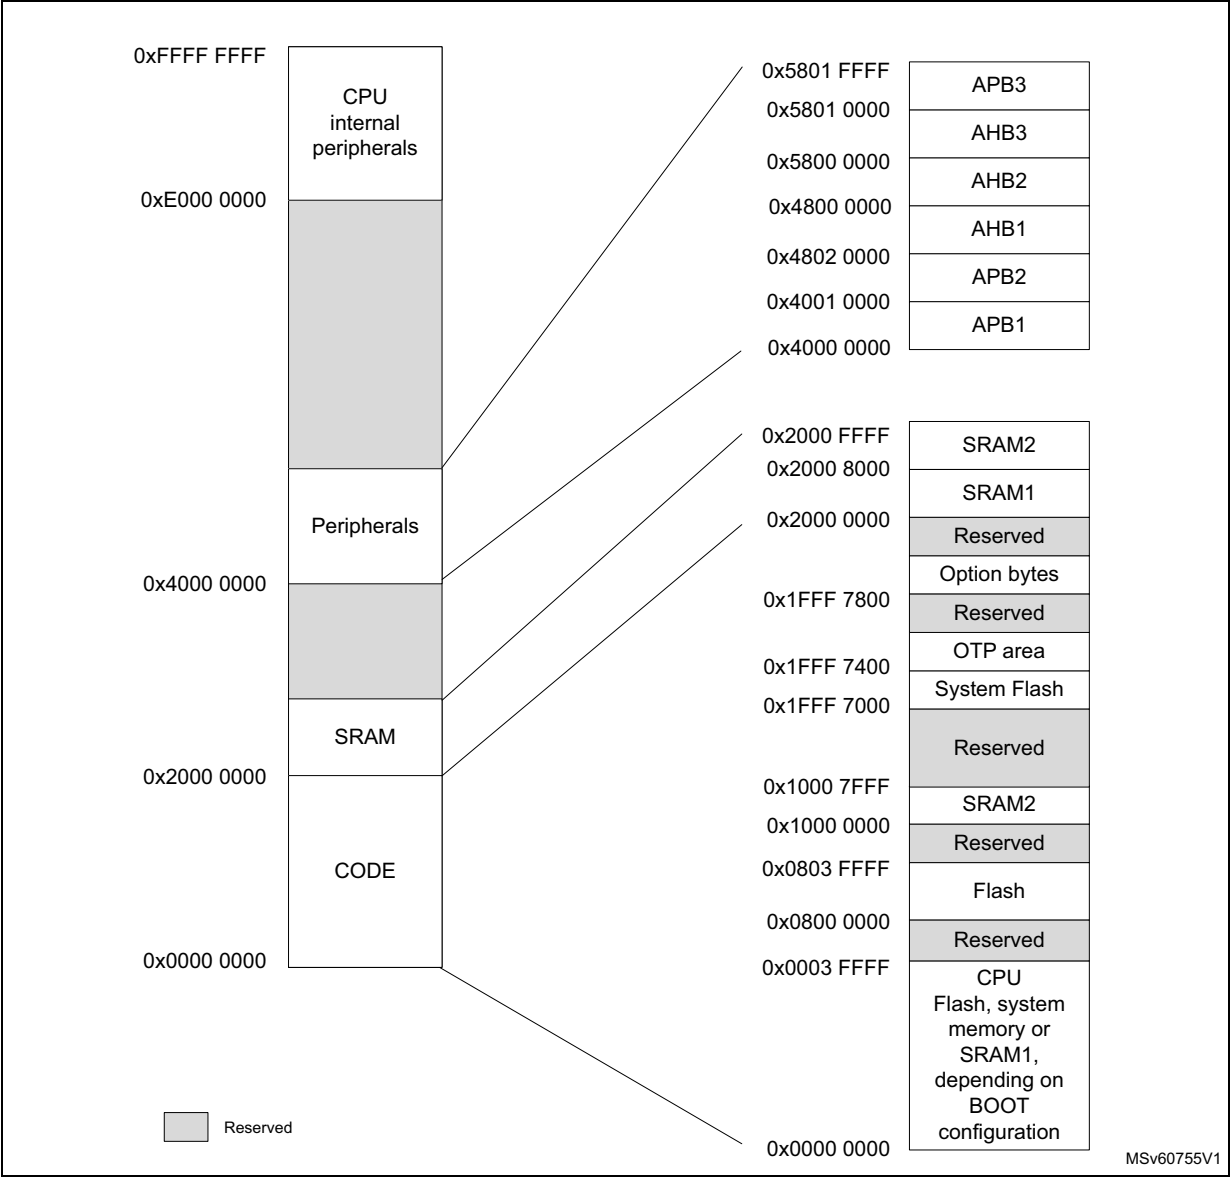 0xFFFF FFFF
CPU
internal
peripherals
0xE000 0000
Peripherals
0x4000 0000
SRAM
0x2000 0000
CODE
0x0000 0000
Reserved
0x5801 FFFF
APB3
0x5801 0000
AHB3
0x5800 0000
AHB2
0x4800 0000
AHB1
0x4802 0000
APB2
0x4001 0000
APB1
0x4000 0000
0x2000 FFFF
SRAM2
0x2000 8000
SRAM1
0x2000 0000
Reserved
Option bytes
0x1FFF 7800
Reserved
OTP area
0x1FFF 7400
System Flash
0x1FFF 7000
Reserved
0x1000 7FFF
SRAM2
0x1000 0000
Reserved
0x0803 FFFF
Flash
0x0800 0000
Reserved
0x0003 FFFF
CPU
Flash, system
memory or
SRAM1,
depending on
BOOT
configuration
0x0000 0000
MSv60755V1